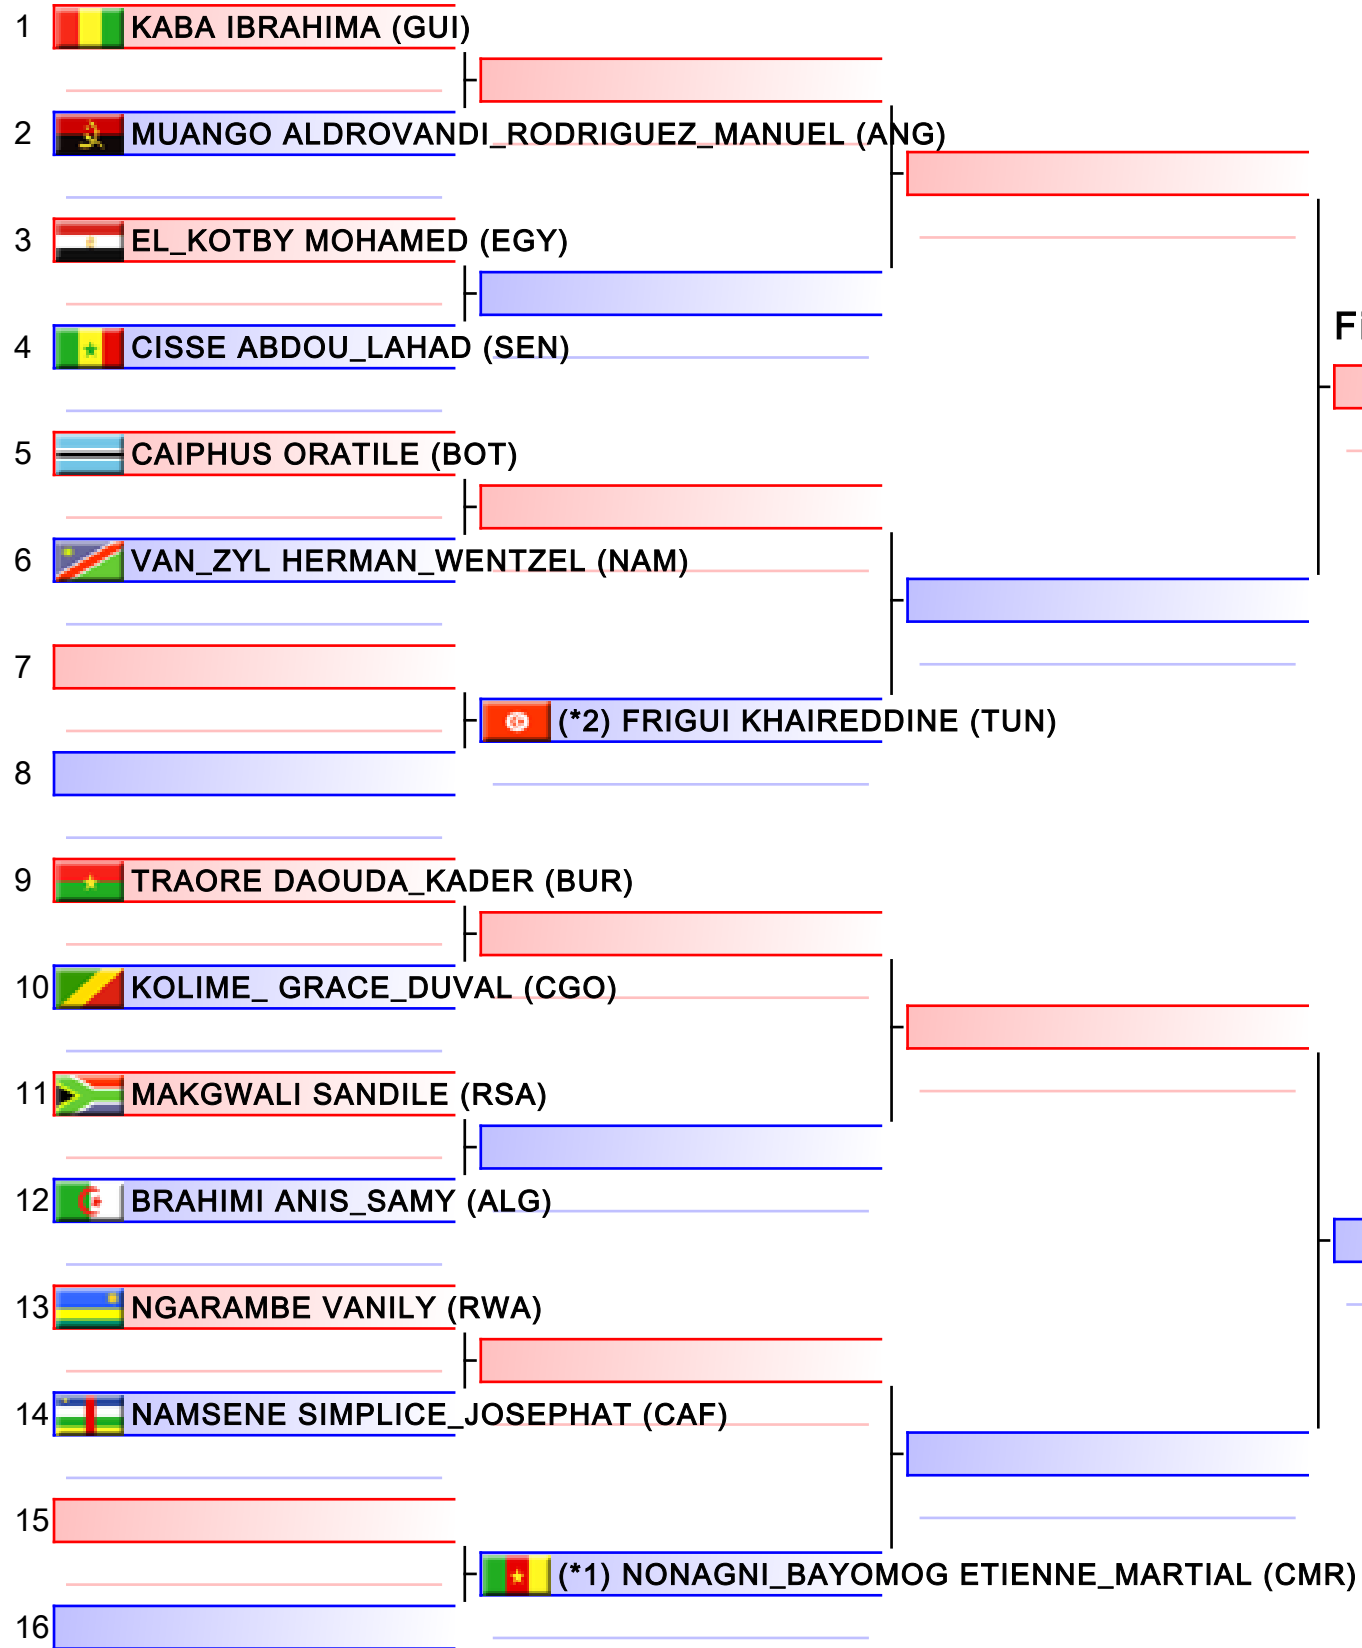 1 KABA IBRAHIMA (GUI)
2 MUANGO ALDROVANDI_RODRIGUEZ_MANUEL (ANG)
3 EL_KOTBY MOHAMED (EGY)
Fi
4 CISSE ABDOU_LAHAD (SEN)
5 CAIPHUS ORATILE (BOT)
6 VAN_ZYL HERMAN_WENTZEL (NAM)
7
(*2) FRIGUI KHAIREDDINE (TUN)
8
9 TRAORE DAOUDA_KADER (BUR)
10 KOLIME_ GRACE_DUVAL (CGO)
11 MAKGWALI SANDILE (RSA)
12 BRAHIMI ANIS_SAMY (ALG)
13 NGARAMBE VANILY (RWA)
14 NAMSENE SIMPLICE_JOSEPHAT (CAF)
15
(*1) NONAGNI_BAYOMOG ETIENNE_MARTIAL (CMR)
16